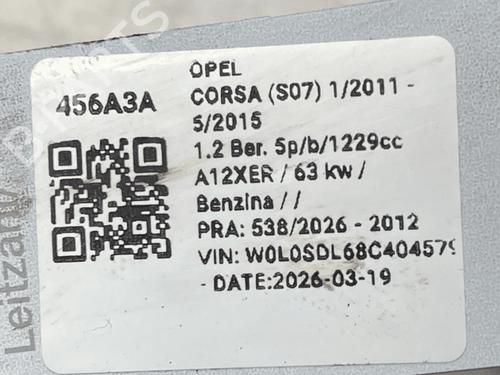 456A3A
OPEL
CORSA (S07) 1/2011 -
5/2015
1.2 Ber. 5p/b/1229cc
A12XER / 63 kw /
Benzina / /
PRA: 538/2026 - 2012
VIN: W0L0SDL68C404579
- DATE:2026-03-19
Leitz